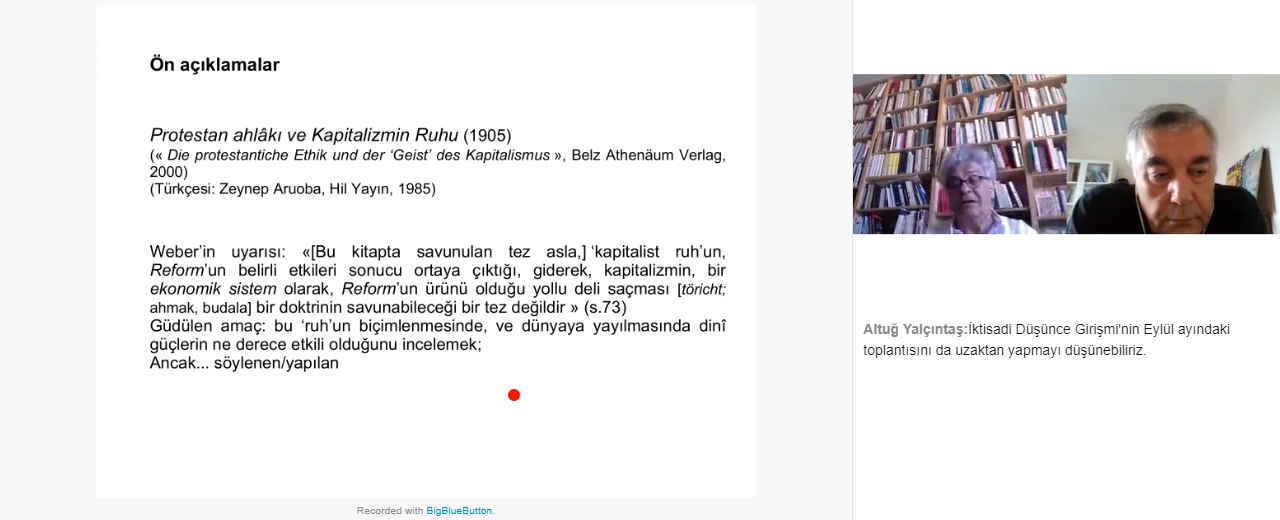 Ön açıklamalar
Protestan ahlâkı ve Kapitalizmin Ruhu (1905)
(« Die protestantiche Ethik und der ‘Geist’ des Kapitalismus », Belz Athenäum Verlag,
2000)
(Türkçesi: Zeynep Aruoba, Hil Yayın, 1985)
Weber’in uyarısı: «[Bu kitapta savunulan tez asla,] ‘kapitalist ruh’un,
Reform’un belirli etkileri sonucu ortaya çıktığı, giderek, kapitalizmin, bir
ekonomik sistem olarak, Reform’un ürünü olduğu yollu deli saçması [töricht;
ahmak, budala] bir doktrinin savunabileceği bir tez değildir » (s.73)
Güdülen amaç: bu ‘ruh’un biçimlenmesinde, ve dünyaya yayılmasında dinî
güçlerin ne derece etkili olduğunu incelemek;
Ancak... söylenen/yapılan
Recorded with BigBlueButton.
Altuğ Yalçıntaş:İktisadi Düşünce Girişmi'nin Eylül ayındaki
toplantısını da uzaktan yapmayı düşünebiliriz.